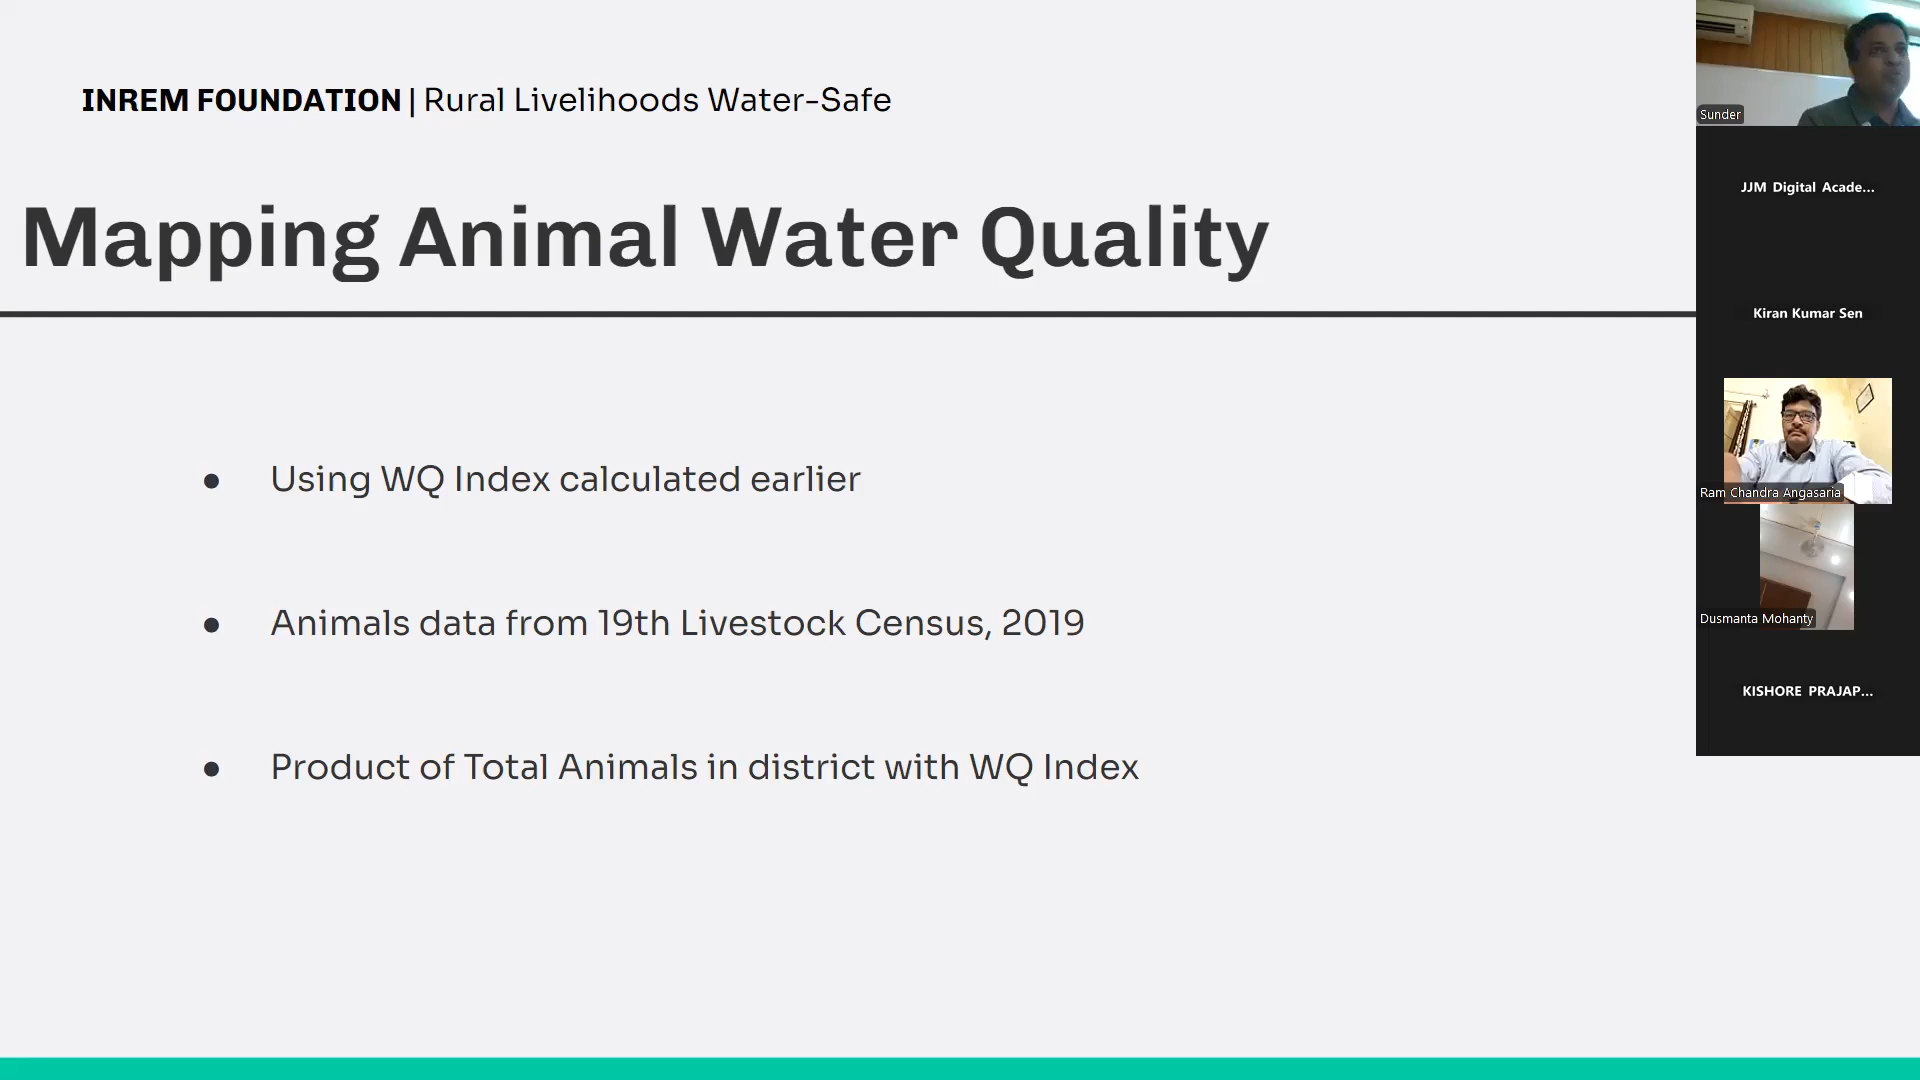 INREM FOUNDATION | Rural Livelihoods Water-Safe
Mapping Animal Water Quality
● Using WQ Index calculated earlier
● Animals data from 19th Livestock Census, 2019
● Product of Total Animals in district with WQ Index
Sunder
JJM Digital Acade...
Kiran Kumar Sen
Ram Chandra Angasaria
Dusmanta Mohanty
KISHORE PRAJAP...